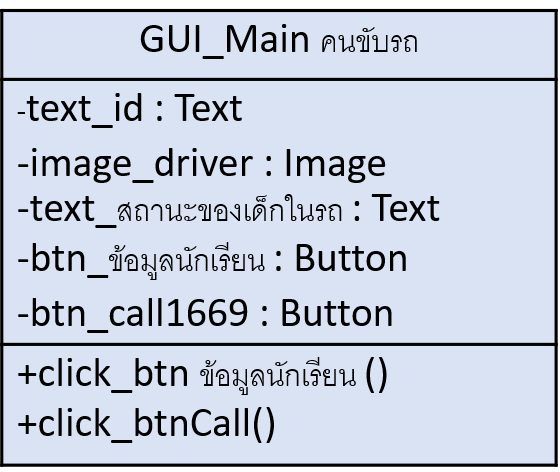 GUI_Main คนขับรถ
-text_id : Text
-image_driver : Image
-text_สถานะของเด็กในรถ : Text
-btn_ข้อมูลนักเรียน : Button
-btn_call1669 : Button
+click_btn ข้อมูลนักเรียน ()
+click_btnCall()